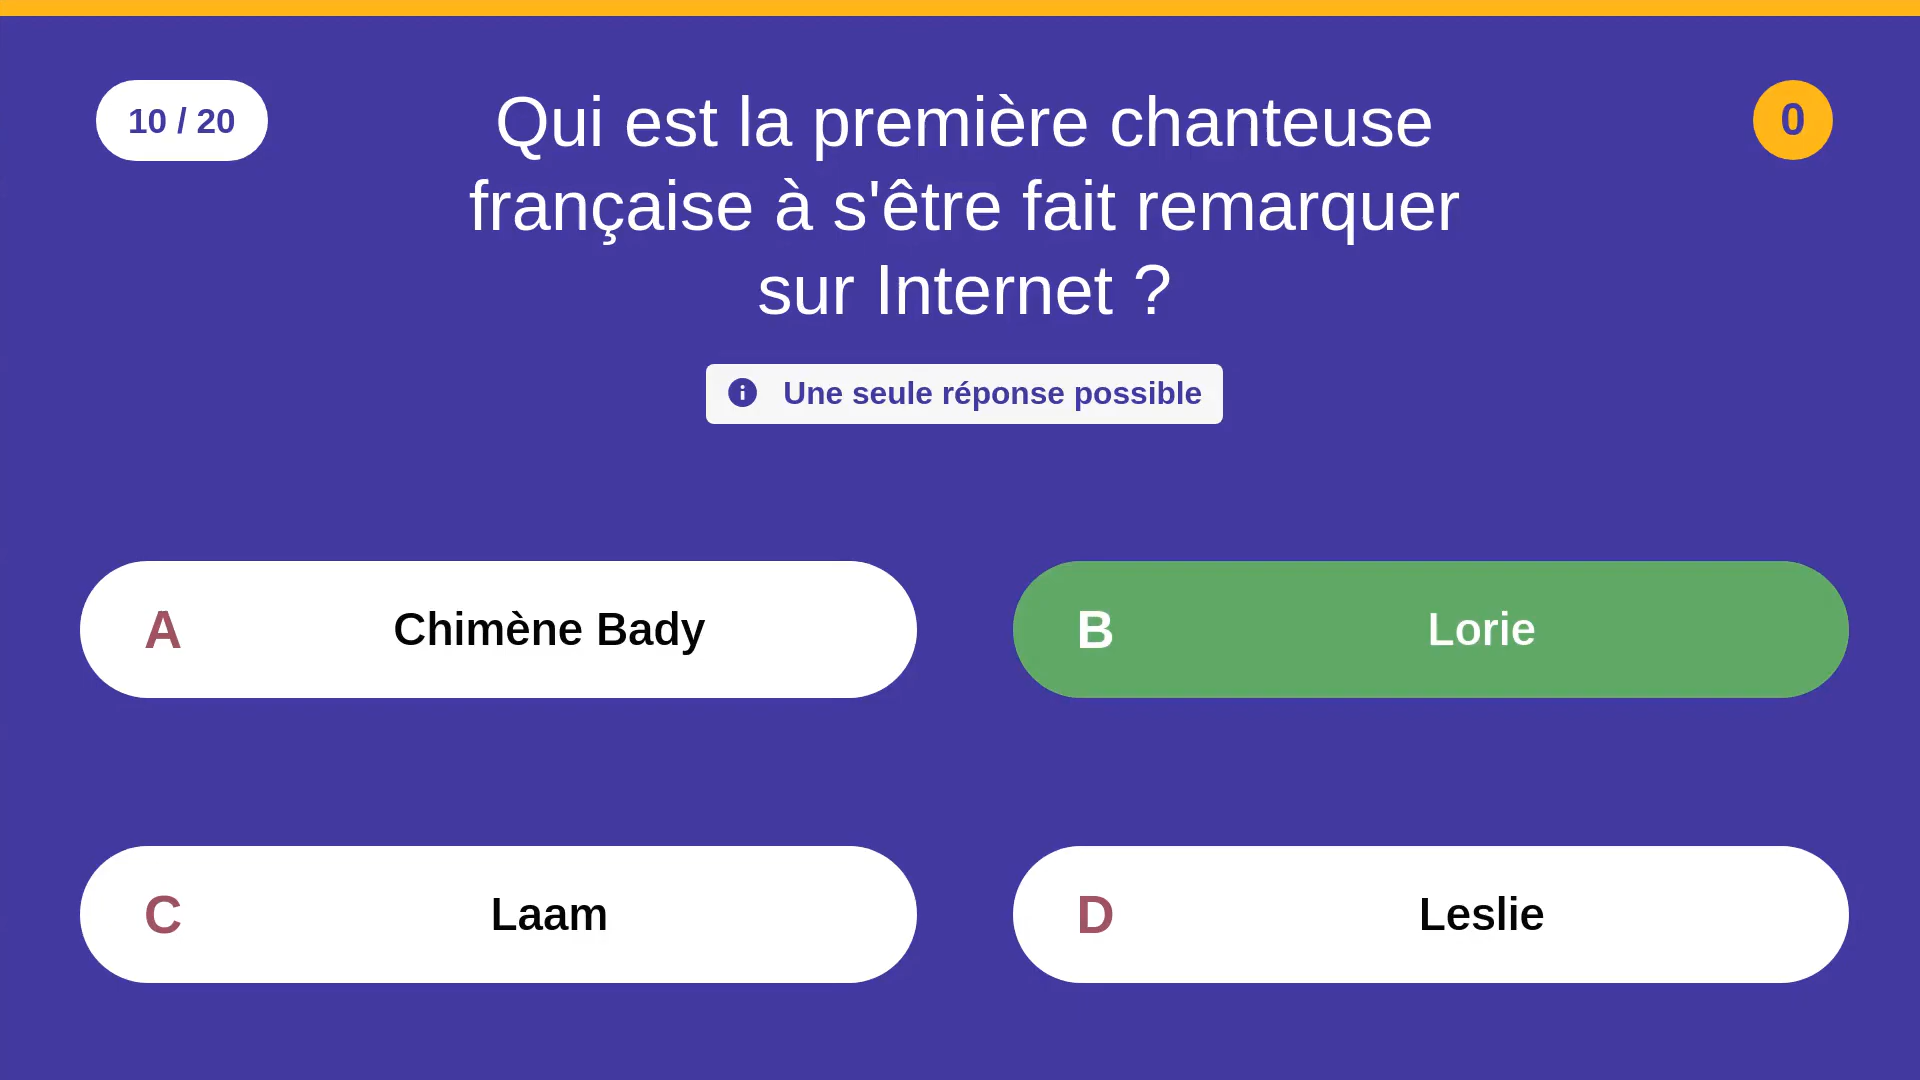 10 / 20
Qui est la première chanteuse
française à s'être fait remarquer
sur Internet ?
0
Une seule réponse possible
A Chimène Bady
B Lorie
C Laam
D Leslie